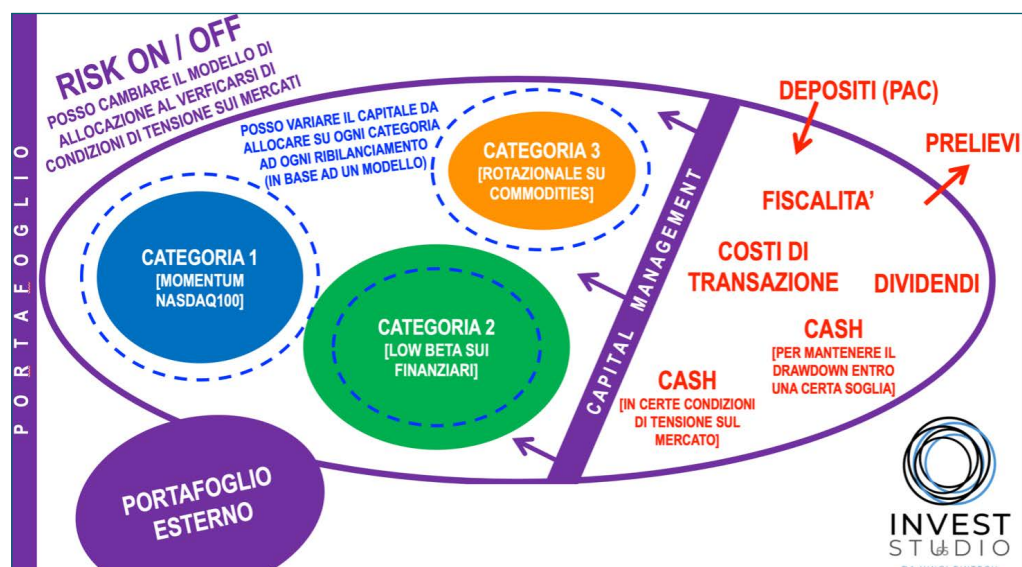 PORTAFOGLIO
RISK ON / OFF
POSSO CAMBIARE IL MODELLO DI
ALLOCAZIONE AL VERIFICARSI DI
CONDIZIONI DI TENSIONE SUI MERCATI
POSSO VARIARE IL CAPITALE DA
ALLOCARE SU OGNI CATEGORIA
AD OGNI RIBILANCIAMENTO
(IN BASE AD UN MODELLO)
CATEGORIA 3
[ROTAZIONALE SU
COMMODITIES]
CATEGORIA 1
[MOMENTUM
NASDAQ100]
CATEGORIA 2
[LOW BETA SUI
FINANZIARI]
PORTAFOGLIO
ESTERNO
CAPITAL MANAGEMENT
DEPOSITI (PAC)
PRELIEVI
FISCALITA’
COSTI DI
TRANSAZIONE
DIVIDENDI
CASH
[PER MANTENERE IL
DRAWDOWN ENTRO
UNA CERTA SOGLIA]
CASH
[IN CERTE CONDIZIONI
DI TENSIONE SUL
MERCATO]
INVEST